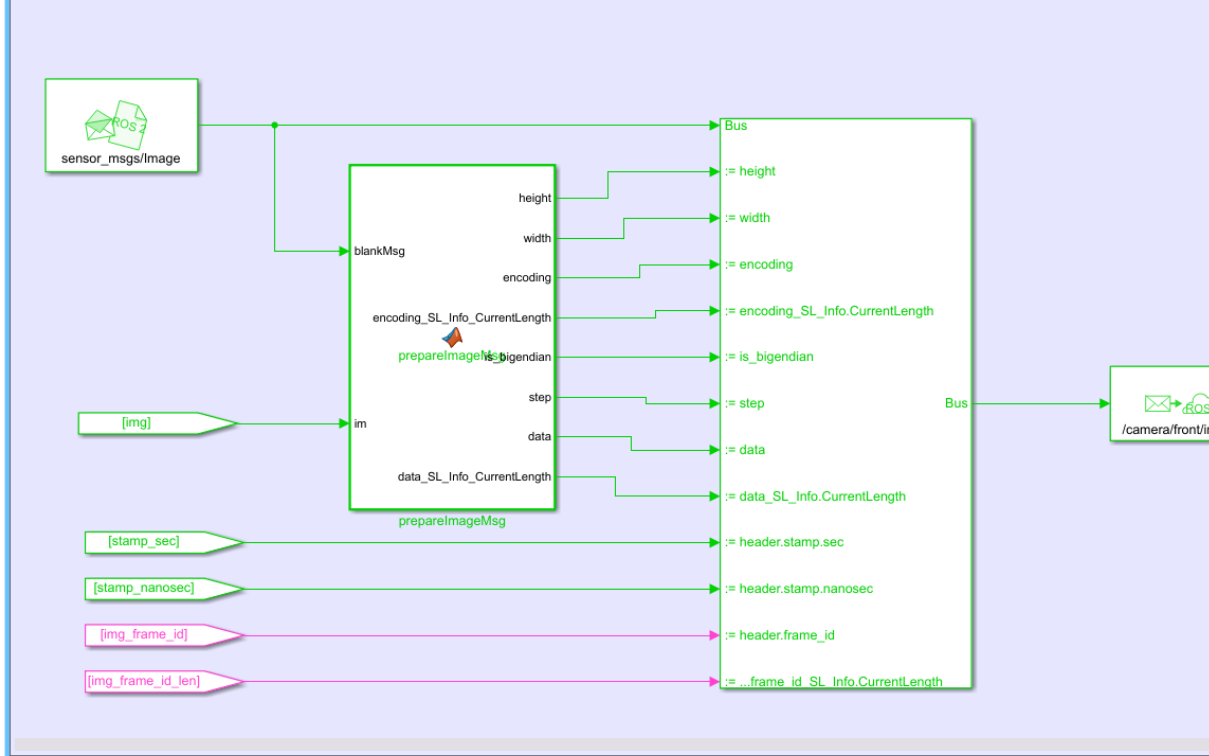 ROS 2
sensor_msgs/Image
Bus
:= height
:= width
:= encoding
:= encoding_SL_Info.CurrentLength
:= is_bigendian
:= step
:= data
:= data_SL_Info.CurrentLength
:= header.stamp.sec
:= header.stamp.nanosec
:= header.frame_id
:= ...frame_id_SL_Info.CurrentLength
Bus
height
width
blankMsg
encoding
encoding_SL_Info_CurrentLength
prepareImageMsg
is_bigendian
step
im
data
data_SL_Info_CurrentLength
prepareImageMsg
[img]
[stamp_sec]
[stamp_nanosec]
[img_frame_id]
[img_frame_id_len]
ROS